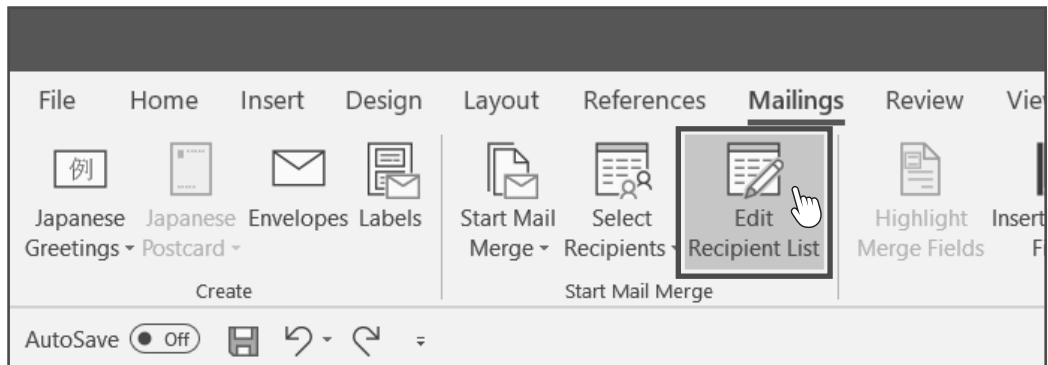 File Home Insert Design Layout References Mailings Review
例
Japanese Japanese Envelopes Labels Start Mail Select Edit Highlight Insert
Greetings Postcard Merge Recipients Recipient List Merge Fields
Create Start Mail Merge
AutoSave Off